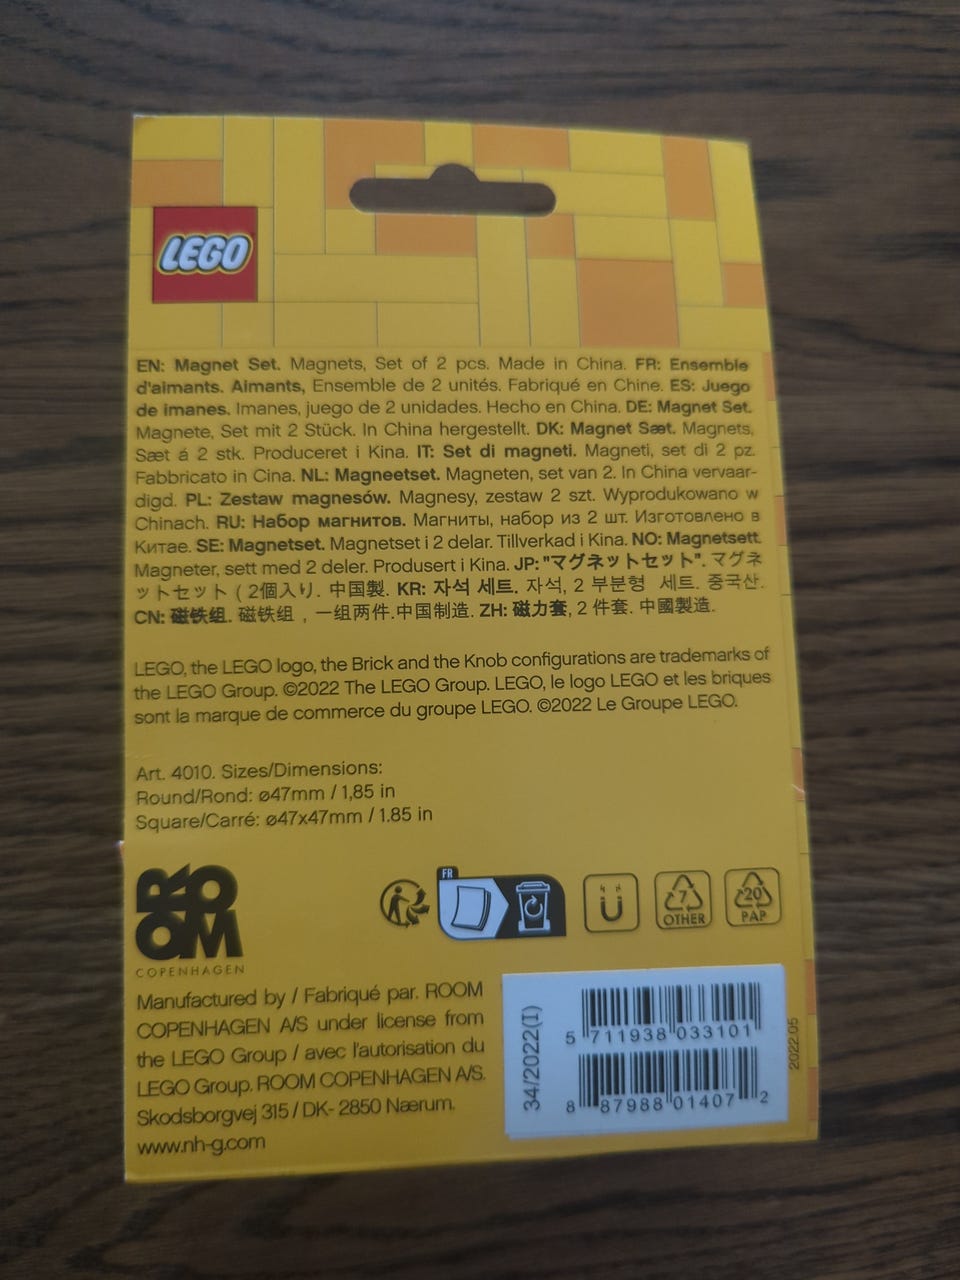 LEGO
EN: Magnet Set. Magnets, Set of 2 pcs. Made in China. FR: Ensemble
d'aimants. Aimants, Ensemble de 2 unités. Fabriqué en Chine. ES: Juego
de imanes. Imanes, juego de 2 unidades. Hecho en China. DE: Magnet Set.
Magnete, Set mit 2 Stück. In China hergestellt. DK: Magnet Sæt. Magnets,
Sæt á 2 stk. Produceret i Kina. IT: Set di magneti. Magneti, set di 2 pz.
Fabbricato in Cina. NL: Magneetset. Magneten, set van 2. In China vervaar-
digd. PL: Zestaw magnesów. Magnesy, zestaw 2 szt. Wyprodukowano w
Chinach. RU: Набор магнитов. Магниты, набор из 2 шт. Изготовлено в
Китае. SE: Magnetset. Magnetset i 2 delar. Tillverkad i Kina. NO: Magnetsett.
Magneter, sett med 2 deler. Produsert i Kina. JP: "マグネットセット". マグネ
ットセット ( 2個入り. 中国製. KR: 자석 세트. 자석, 2 부분형 세트. 중국산.
CN: 磁铁组. 磁铁组 , 一组两件.中国制造. ZH: 磁力套, 2 件套. 中國製造.
LEGO, the LEGO logo, the Brick and the Knob configurations are trademarks of
the LEGO Group. ©2022 The LEGO Group. LEGO, le logo LEGO et les briques
sont la marque de commerce du groupe LEGO. ©2022 Le Groupe LEGO.
Art. 4010. Sizes/Dimensions:
Round/Rond: ø47mm / 1,85 in
Square/Carré: ø47x47mm / 1.85 in
ROOM
COPENHAGEN
FR
7
OTHER
20
PAP
Manufactured by / Fabriqué par. ROOM
COPENHAGEN A/S under license from
the LEGO Group / avec l'autorisation du
LEGO Group. ROOM COPENHAGEN A/S.
Skodsborgvej 315 / DK- 2850 Nærum.
www.nh-g.com
34/2022(I)
5 711938 033101
8 87988 01407 2
2022.05